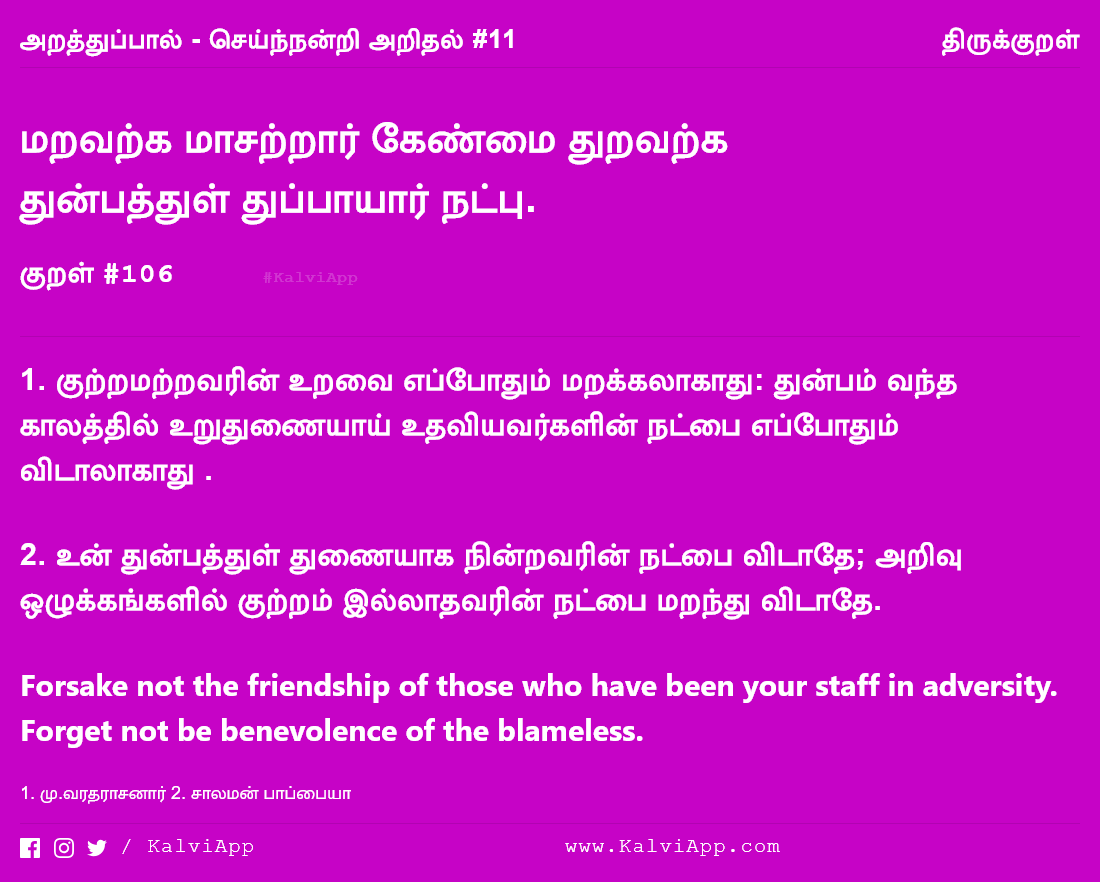 அறத்துப்பால் - செய்ந்நன்றி அறிதல் #11
திருக்குறள்
மறவற்க மாசற்றார் கேண்மை துறவற்க
துன்பத்துள் துப்பாயார் நட்பு.
குறள் #106
#KalviApp
1. குற்றமற்றவரின் உறவை எப்போதும் மறக்கலாகாது: துன்பம் வந்த
காலத்தில் உறுதுணையாய் உதவியவர்களின் நட்பை எப்போதும்
விடாலாகாது .
2. உன் துன்பத்துள் துணையாக நின்றவரின் நட்பை விடாதே; அறிவு
ஒழுக்கங்களில் குற்றம் இல்லாதவரின் நட்பை மறந்து விடாதே.
Forsake not the friendship of those who have been your staff in adversity.
Forget not be benevolence of the blameless.
1. மு.வரதராசனார் 2. சாலமன் பாப்பையா
/ KalviApp
www.KalviApp.com